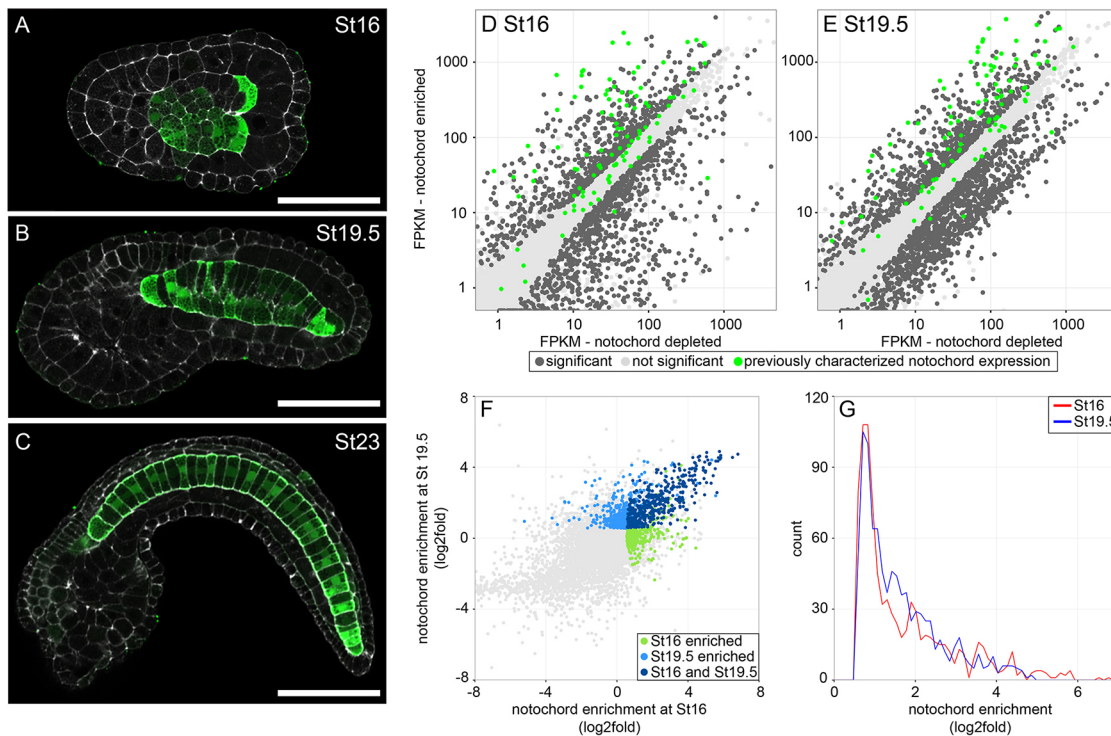 A St16
B St19.5
C St23
D St16
1000
100
10
1
FPKM - notochord enriched
1 10 100 1000
FPKM - notochord depleted
E St19.5
1000
100
10
1
1 10 100 1000
FPKM - notochord depleted
significant not significant previously characterized notochord expression
F
8
4
0
-4
-8
notochord enrichment at St 19.5
(log2fold)
St16 enriched
St19.5 enriched
St16 and St19.5
-8 -4 0 4 8
notochord enrichment at St16
(log2fold)
G
St16
St19.5
120
90
60
30
0
count
0 2 4 6
notochord enrichment
(log2fold)